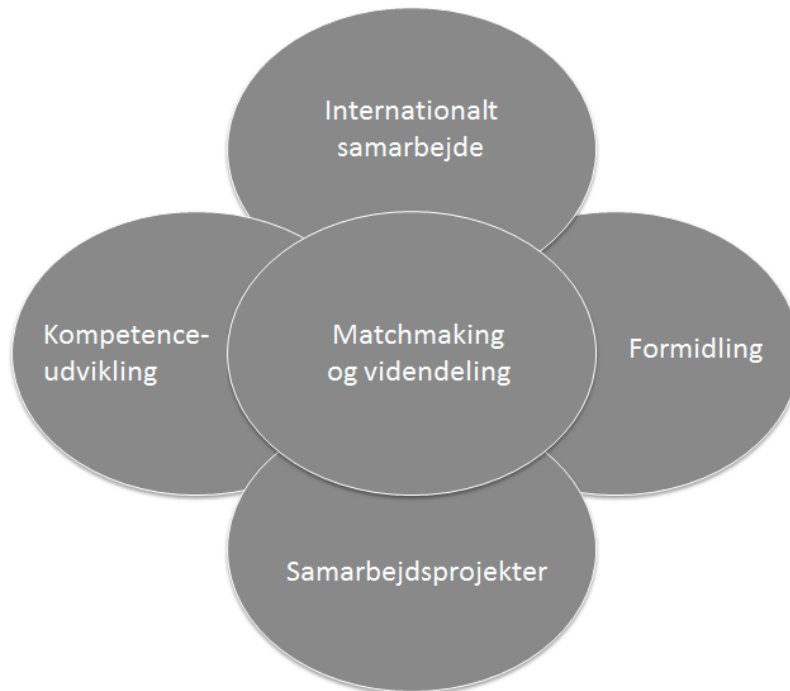 Internationalt
samarbejde
Kompetence-
udvikling
Matchmaking
og videndeling
Formidling
Samarbejdsprojekter